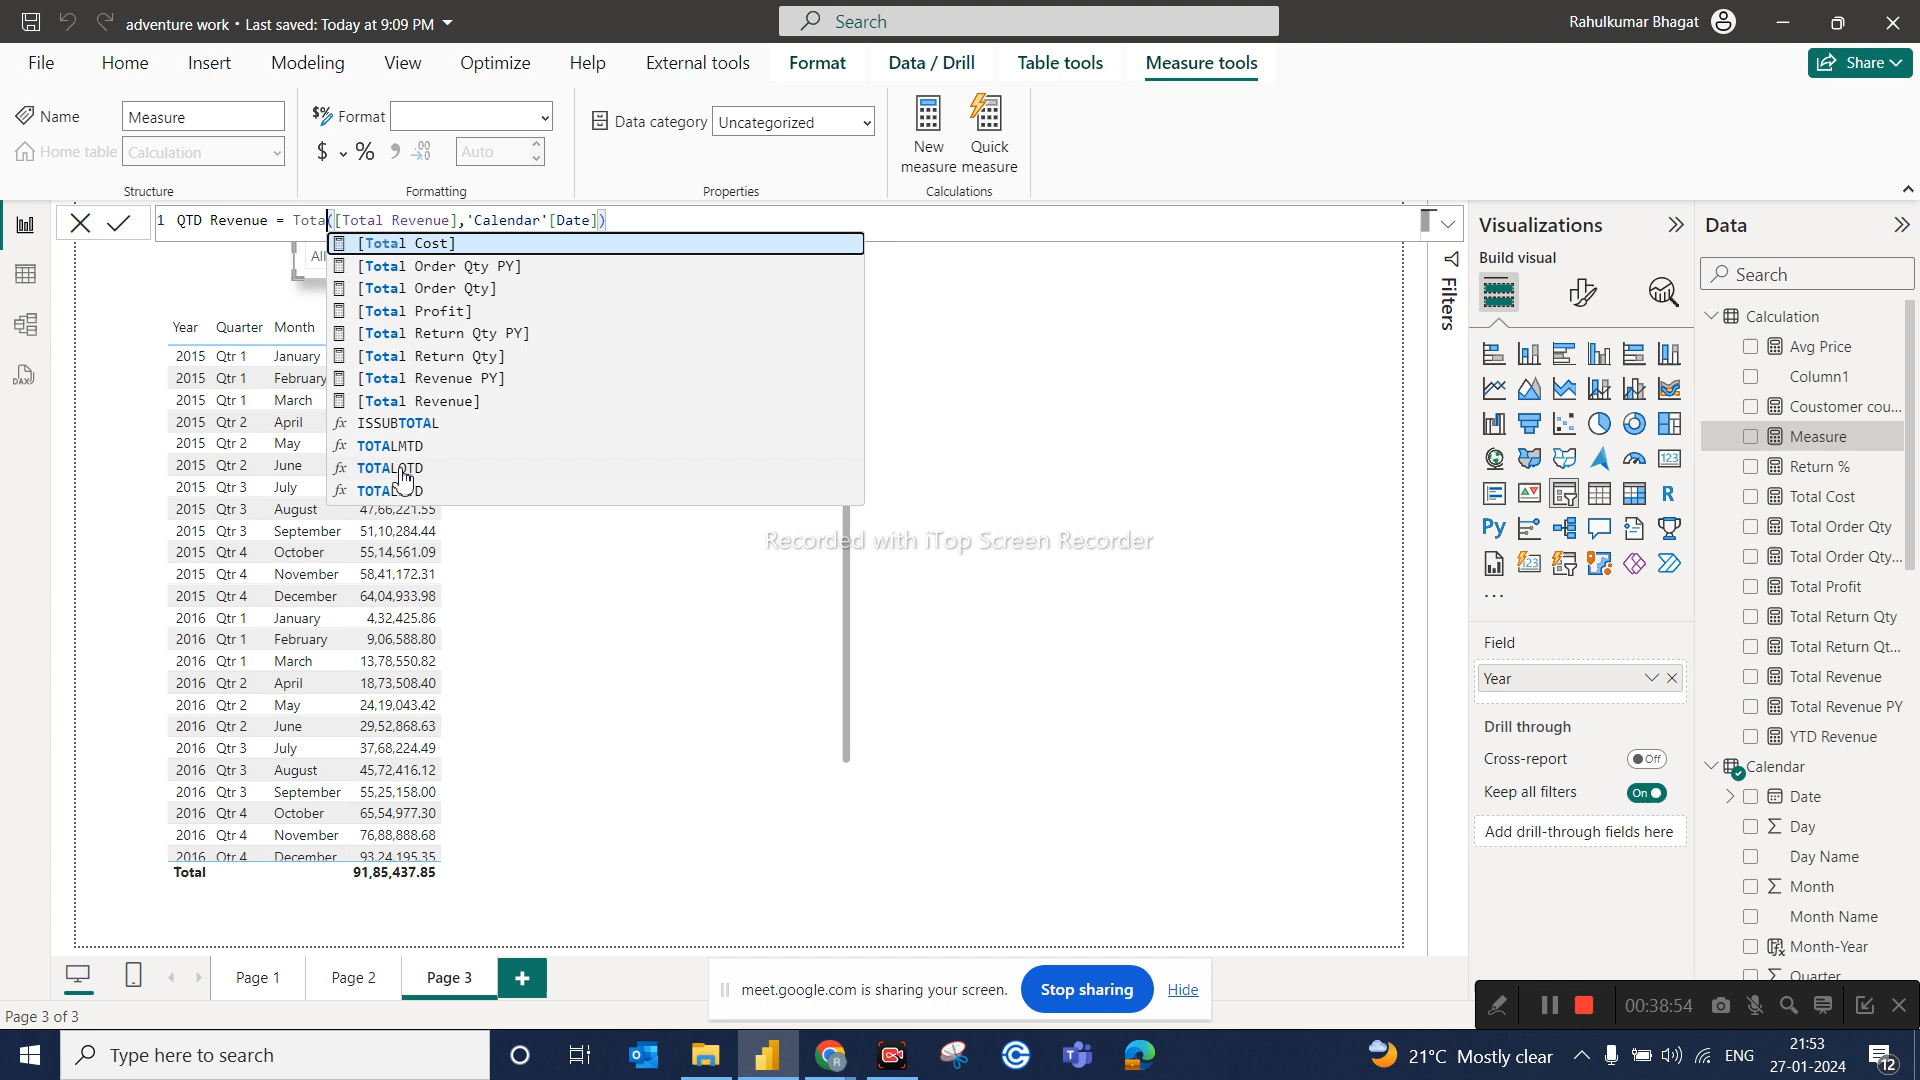 adventure work • Last saved: Today at 9:09 PM
Search
Rahulkumar Bhagat
File Home Insert Modeling View Optimize Help External tools Format Data / Drill Table tools Measure tools
Share
Name Measure
Format
Data category Uncategorized
New measure
Quick measure
Home table Calculation
$ % Auto
Structure Formatting Properties Calculations
1 QTD Revenue = Tota([Total Revenue],'Calendar'[Date])
[Total Cost]
[Total Order Qty PY]
[Total Order Qty]
[Total Profit]
[Total Return Qty PY]
[Total Return Qty]
[Total Revenue PY]
[Total Revenue]
ISSUBTOTAL
TOTALMTD
TOTALQTD
All
Year Quarter Month
2015 Qtr 1 January
2015 Qtr 1 February
2015 Qtr 1 March
2015 Qtr 2 April
2015 Qtr 2 May
2015 Qtr 2 June
2015 Qtr 3 July
2015 Qtr 3 August 47,66,221.55
2015 Qtr 3 September 51,10,284.44
2015 Qtr 4 October 55,14,561.09
2015 Qtr 4 November 58,41,172.31
2015 Qtr 4 December 64,04,933.98
2016 Qtr 1 January 4,32,425.86
2016 Qtr 1 February 9,06,588.80
2016 Qtr 1 March 13,78,550.82
2016 Qtr 2 April 18,73,508.40
2016 Qtr 2 May 24,19,043.42
2016 Qtr 2 June 29,52,868.63
2016 Qtr 3 July 37,68,224.49
2016 Qtr 3 August 45,72,416.12
2016 Qtr 3 September 55,25,158.00
2016 Qtr 4 October 65,54,977.30
2016 Qtr 4 November 76,88,888.68
2016 Qtr 4 December 93,24,195.35
Total 91,85,437.85
Recorded with iTop Screen Recorder
Filters
Visualizations
Build visual
Field
Year
Drill through
Cross-report Off
Keep all filters On
Add drill-through fields here
Data
Search
Calculation
Avg Price
Column1
Coustomer cou...
Measure
Return %
Total Cost
Total Order Qty
Total Order Qty...
Total Profit
Total Return Qty
Total Return Qt...
Total Revenue
Total Revenue PY
YTD Revenue
Calendar
Date
Day
Day Name
Month
Month Name
Month-Year
Quarter
Page 1 Page 2 Page 3 +
meet.google.com is sharing your screen. Stop sharing Hide
00:38:54
Page 3 of 3
Type here to search
21°C Mostly clear
ENG
21:53
27-01-2024
12